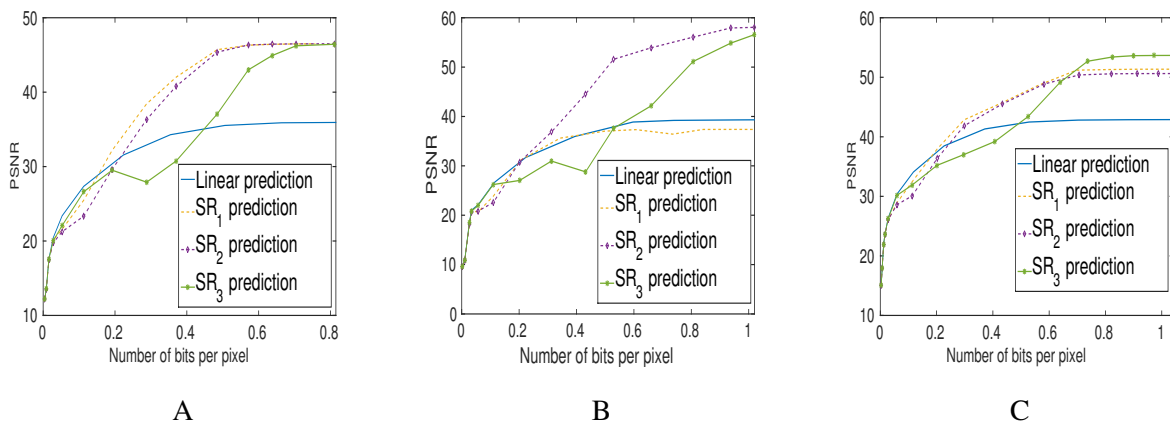 50
40
30
20
10
0
0.2
0.4
0.6
0.8
PSNR
Number of bits per pixel
Linear prediction
SR1 prediction
SR2 prediction
SR3 prediction
A
60
50
40
30
20
10
0
0
0.2
0.4
0.6
0.8
1
PSNR
Number of bits per pixel
Linear prediction
SR1 prediction
SR2 prediction
SR3 prediction
B
60
50
40
30
20
10
0
0.2
0.4
0.6
0.8
1
PSNR
Number of bits per pixel
Linear prediction
SR1 prediction
SR2 prediction
SR3 prediction
C